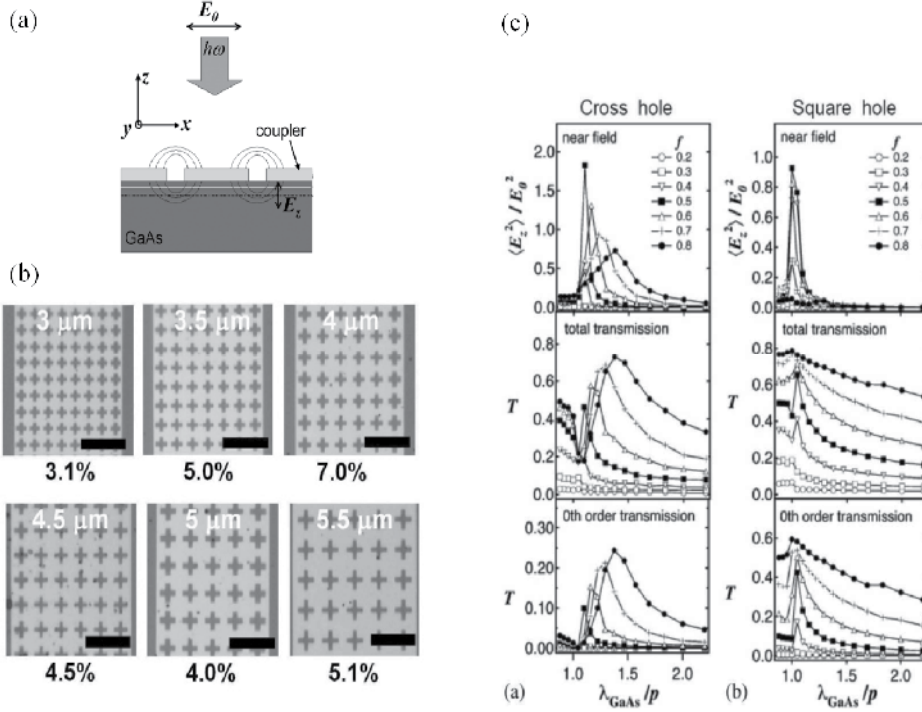 (a)
E₀
ħω
z
y
x
coupler
E_z
GaAs
(b)
3 μm
3.5 μm
4 μm
3.1%
5.0%
7.0%
4.5 μm
5 μm
5.5 μm
4.5%
4.0%
5.1%
(c)
Cross hole
near field
f
0.2
0.3
0.4
0.5
0.6
0.7
0.8
2.0
1.5
1.0
0.5
0.0
⟨E_z²⟩ / E₀²
total transmission
0.8
0.6
0.4
0.2
0.0
T
0th order transmission
0.30
0.20
0.10
0.00
T
1.0 1.5 2.0
(a) λ_GaAs/p
Square hole
near field
f
0.2
0.3
0.4
0.5
0.6
0.7
0.8
1.0
0.8
0.6
0.4
0.2
0.0
⟨E_z²⟩ / E₀²
total transmission
0.8
0.6
0.4
0.2
0.0
T
0th order transmission
0.6
0.4
0.2
0.0
T
1.0 1.5 2.0
(b) λ_GaAs/p